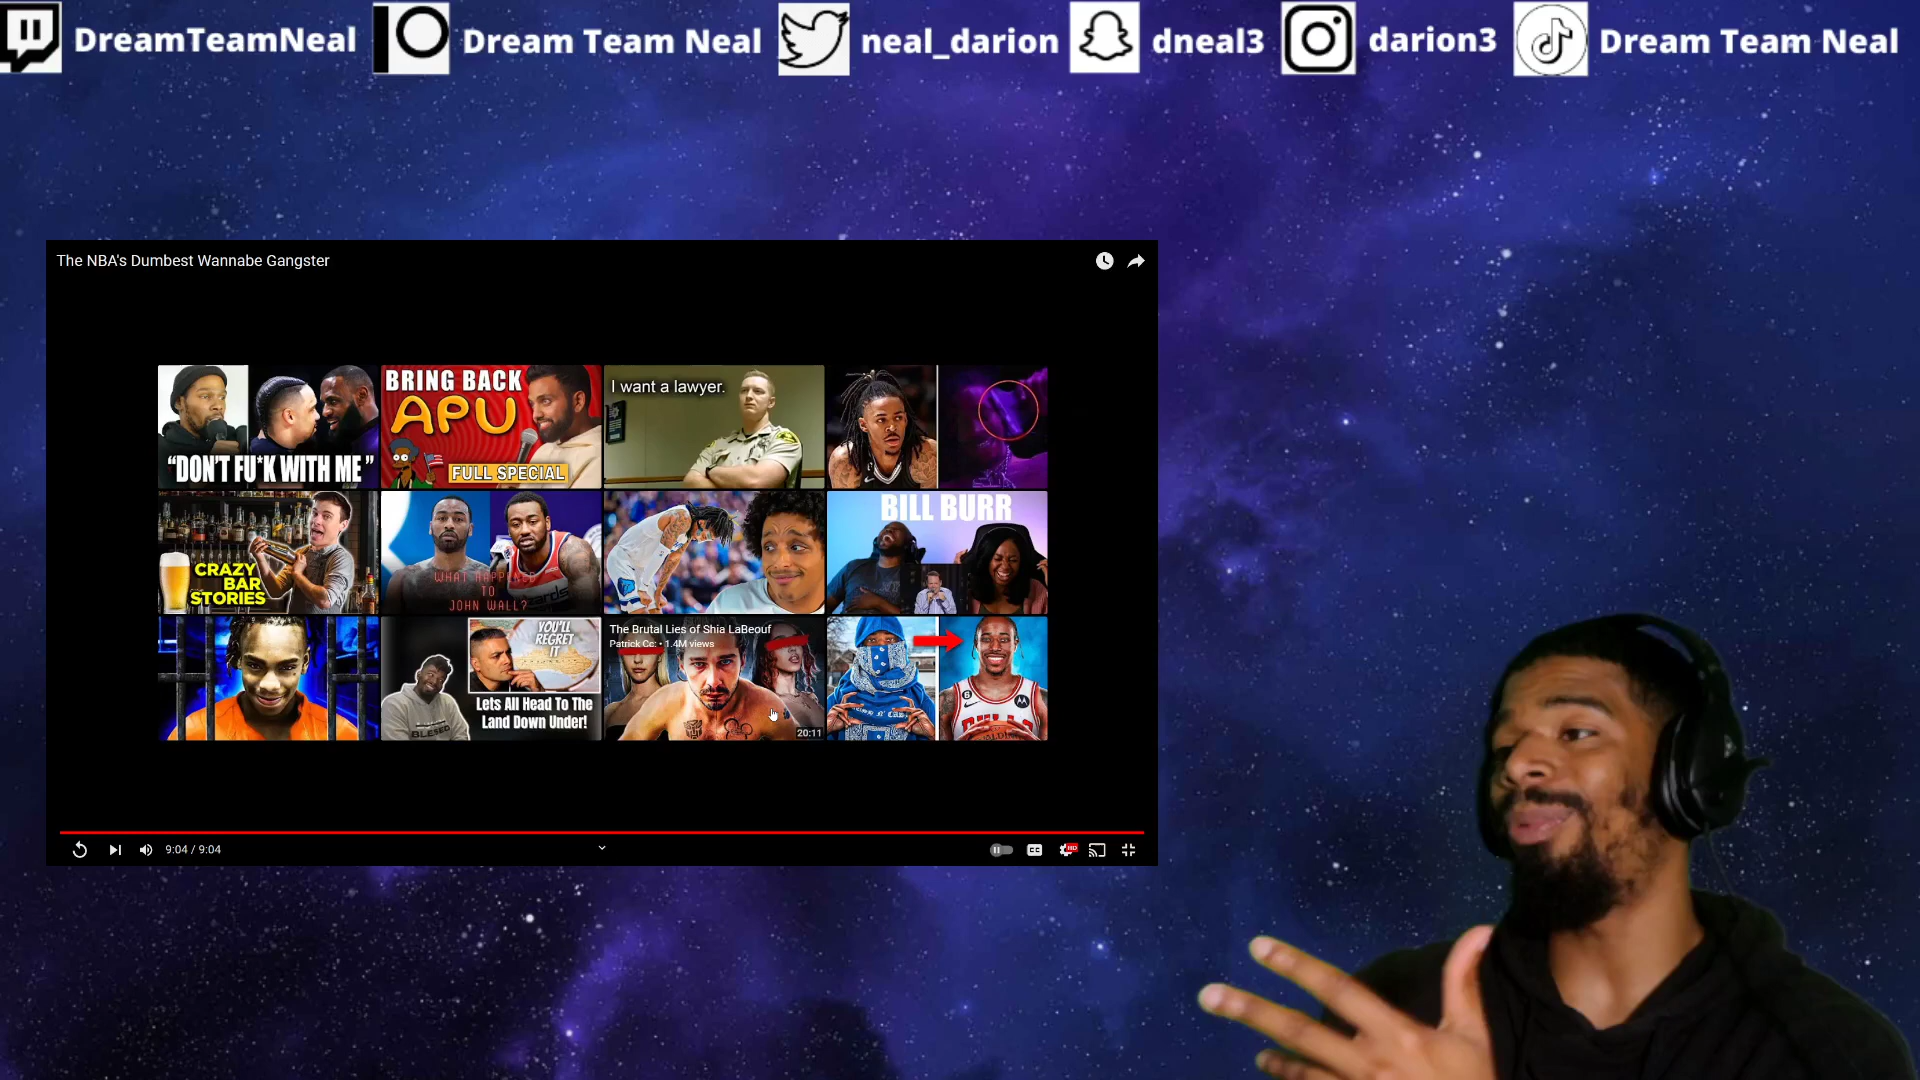 DreamTeamNeal
Dream Team Neal
neal_darion
dneal3
darion3
Dream Team Neal
The NBA's Dumbest Wannabe Gangster
"DON'T FU*K WITH ME"
BRING BACK
APU
FULL SPECIAL
I want a lawyer.
CRAZY
BAR
STORIES
WHAT HAPPENED
TO
JOHN WALL?
BILL BURR
YOU'LL
REGRET
IT
Lets All Head To The
Land Down Under!
BLESED
The Brutal Lies of Shia LaBeouf
Patrick Cc: • 1.4M views
20:11
9:04 / 9:04
CC
HD